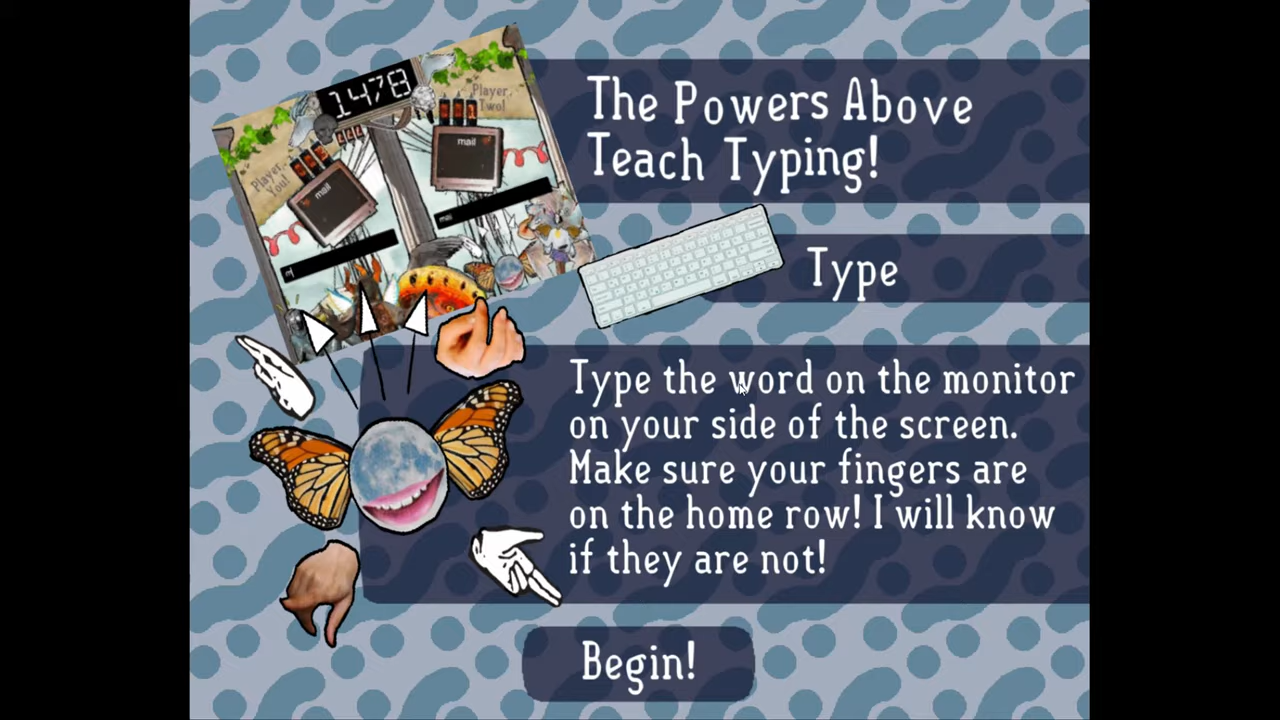 1478
Player
Two!
mail
Player
You!
mail
mail
m
The Powers Above
Teach Typing!
Type
Type the word on the monitor
on your side of the screen.
Make sure your fingers are
on the home row! I will know
if they are not!
Begin!